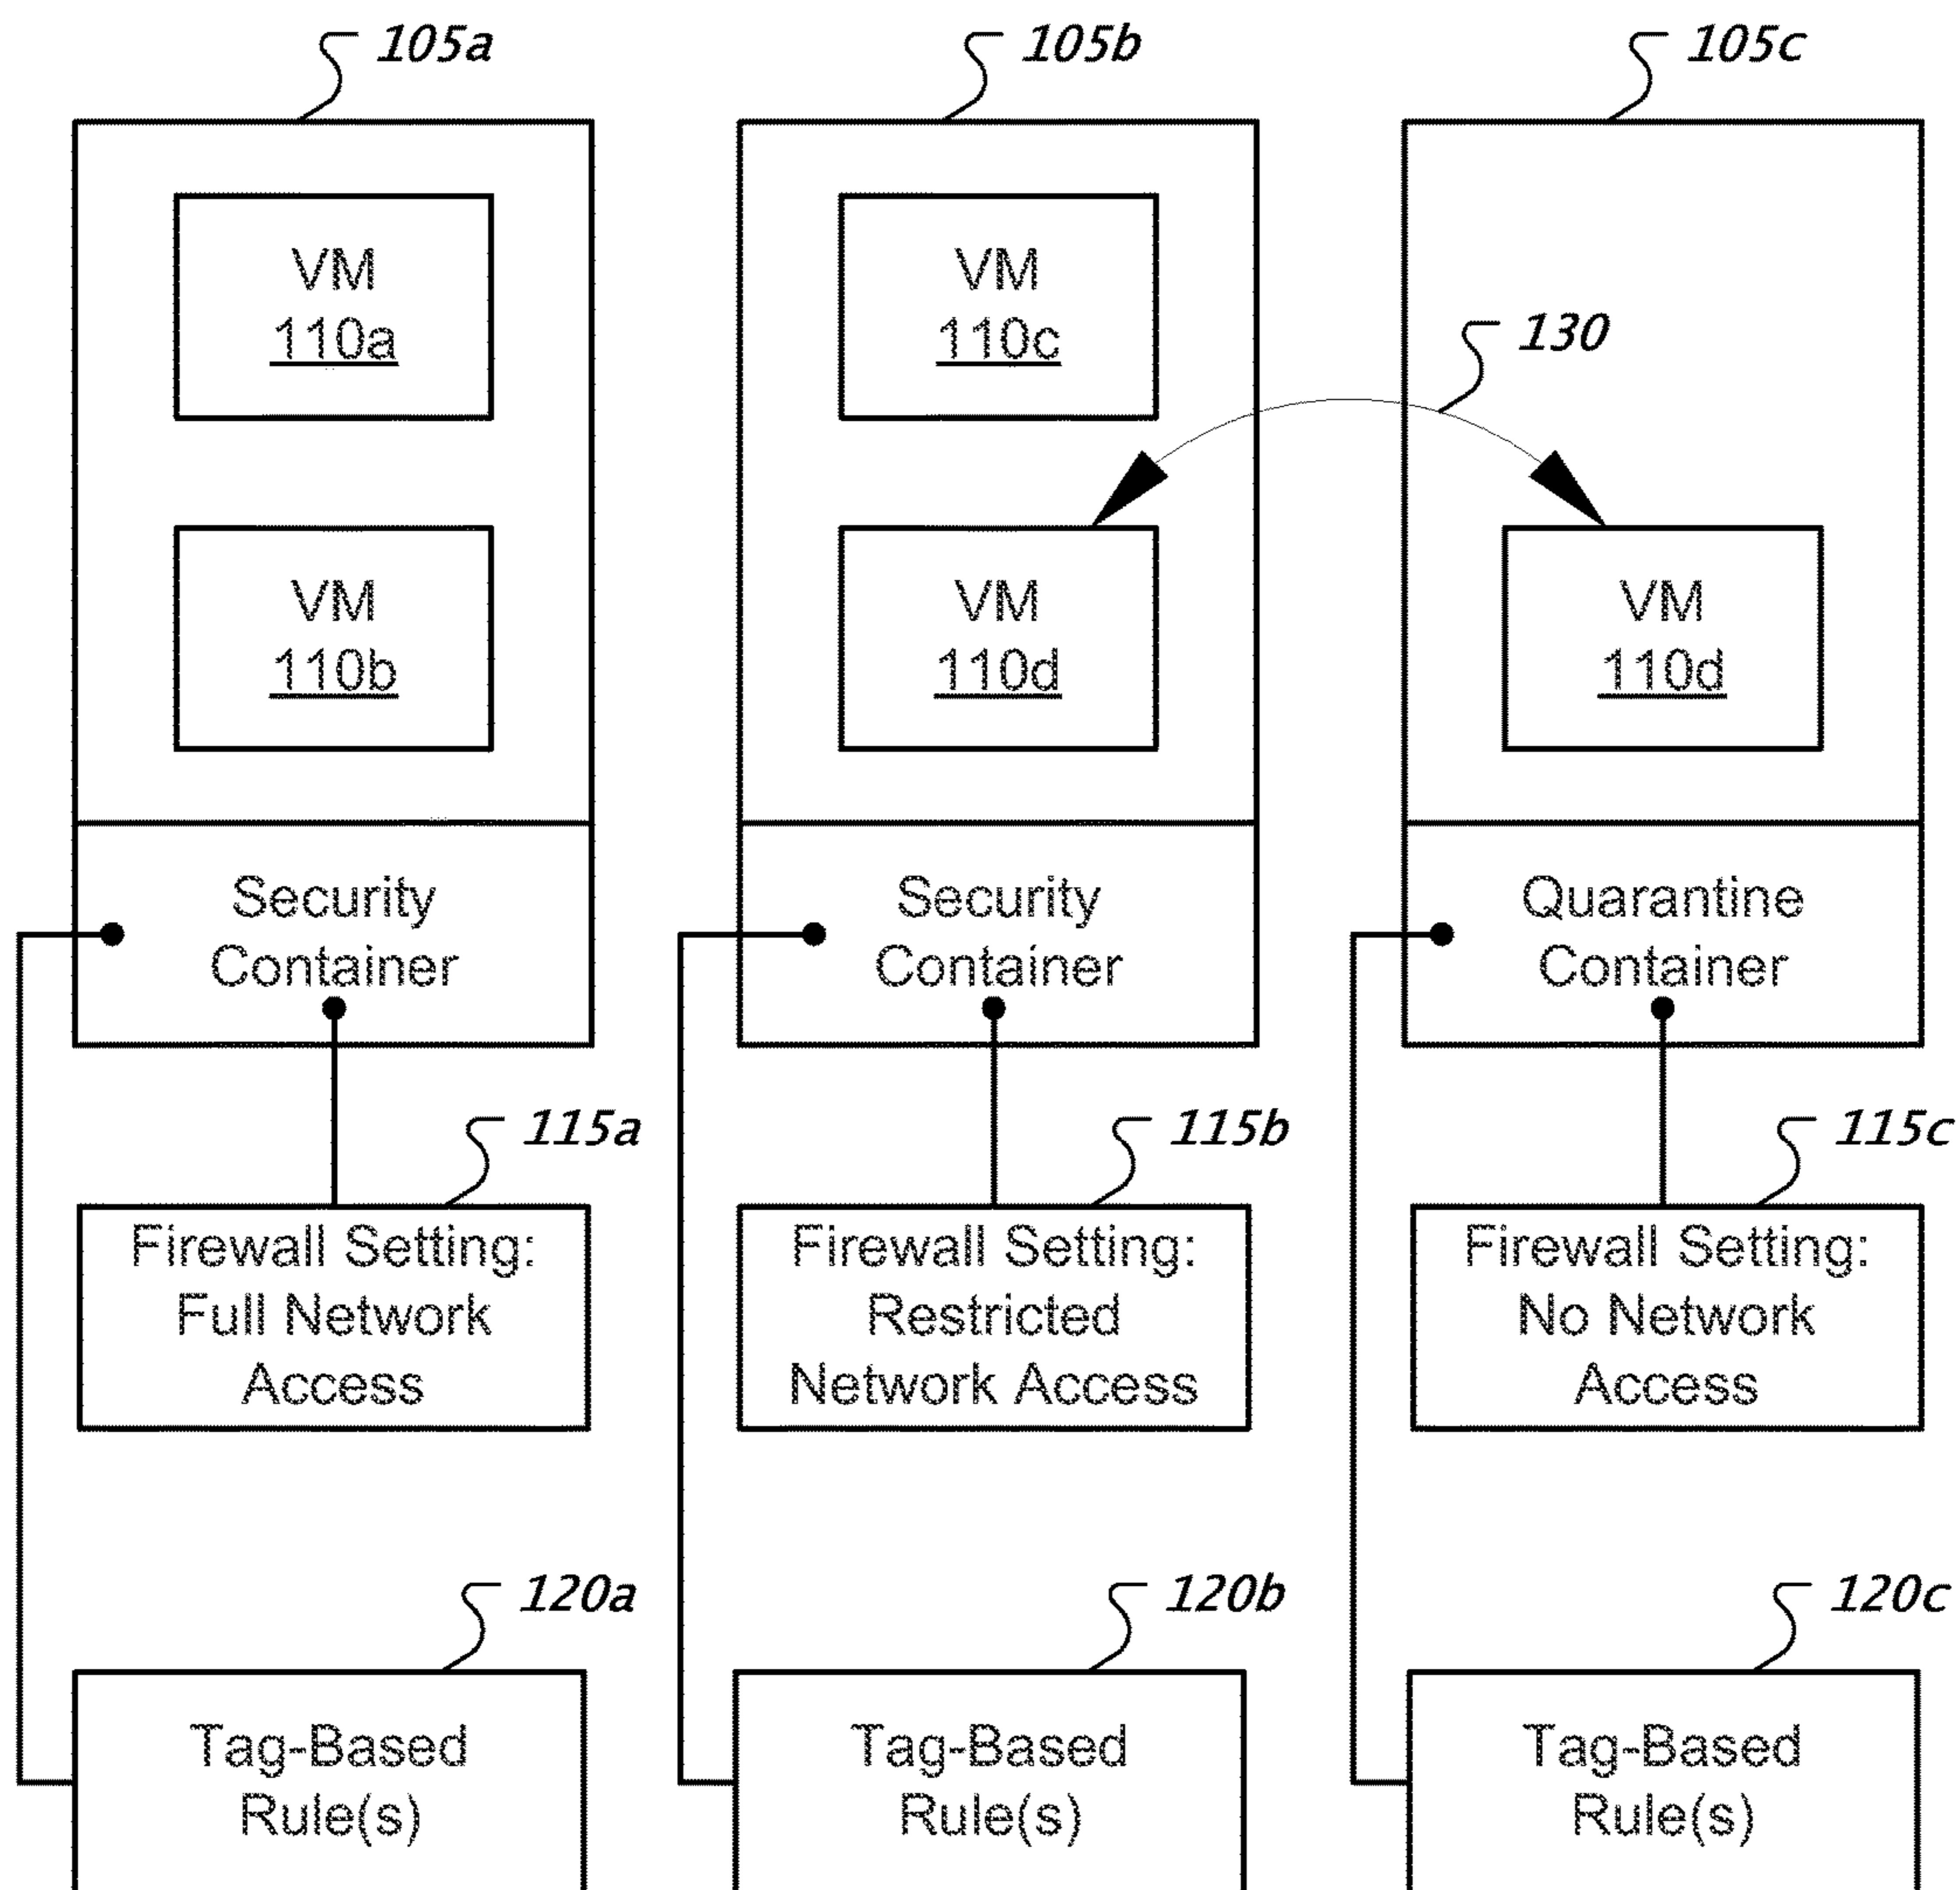 105a
105b
105c
VM
110a
VM
110c
130
VM
110b
VM
110d
VM
110d
Security
Container
Security
Container
Quarantine
Container
115a
115b
115c
Firewall Setting:
Full Network
Access
Firewall Setting:
Restricted
Network Access
Firewall Setting:
No Network
Access
120a
120b
120c
Tag-Based
Rule(s)
Tag-Based
Rule(s)
Tag-Based
Rule(s)